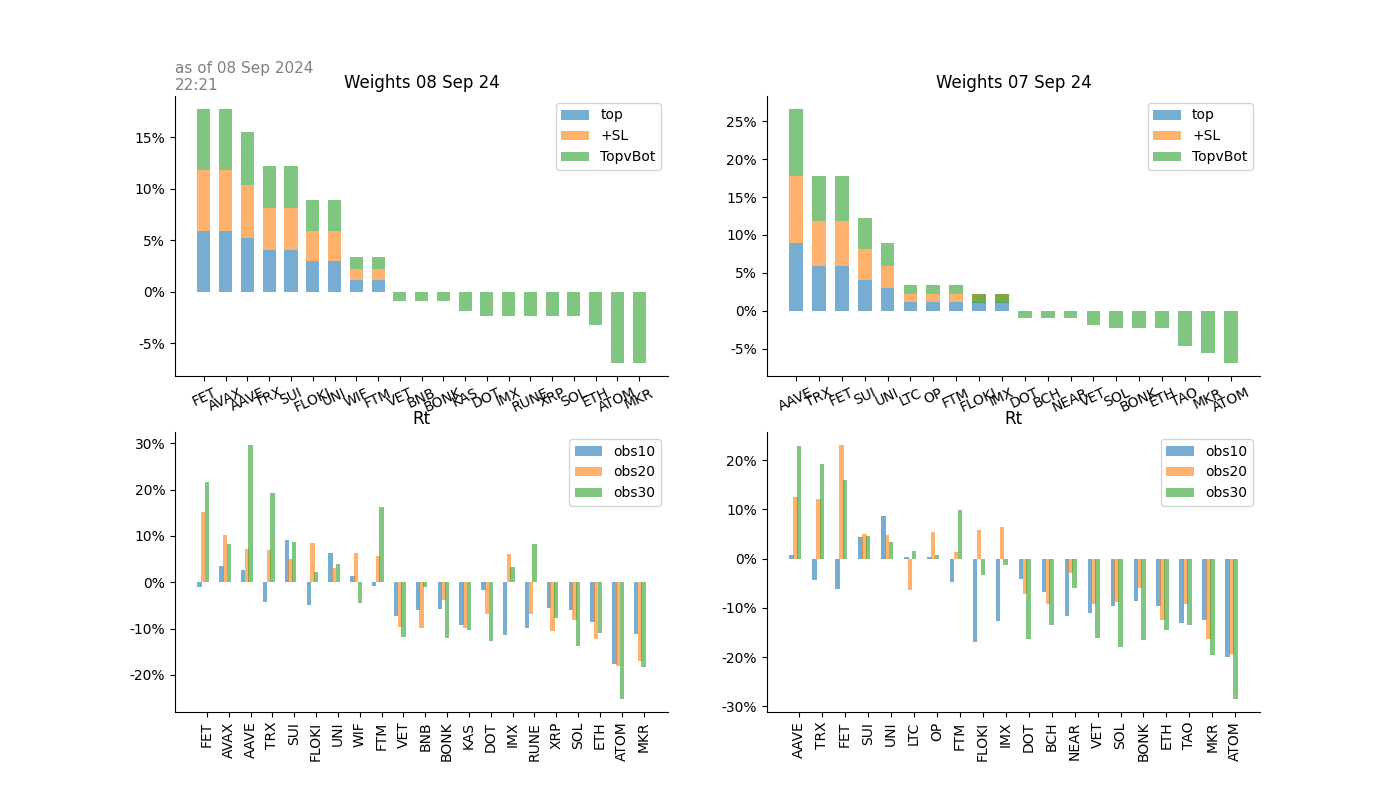 as of 08 Sep 2024
22:21
Weights 08 Sep 24
top
+SL
TopvBot
15%
10%
5%
0%
-5%
FET AVAX AAVE TRX SUI FLOKI UNI WIF FTM VET BNB BONK KAS DOT IMX RUNE XRP SOL ETH ATOM MKR
Weights 07 Sep 24
top
+SL
TopvBot
25%
20%
15%
10%
5%
0%
-5%
AAVE TRX FET SUI UNI LTC OP FTM FLOKI IMX DOT BCH NEAR VET SOL BONK ETH TAO MKR ATOM
Rt
obs10
obs20
obs30
30%
20%
10%
0%
-10%
-20%
FET AVAX AAVE TRX SUI FLOKI UNI WIF FTM VET BNB BONK KAS DOT IMX RUNE XRP SOL ETH ATOM MKR
Rt
obs10
obs20
obs30
20%
10%
0%
-10%
-20%
-30%
AAVE TRX FET SUI UNI LTC OP FTM FLOKI IMX DOT BCH NEAR VET SOL BONK ETH TAO MKR ATOM